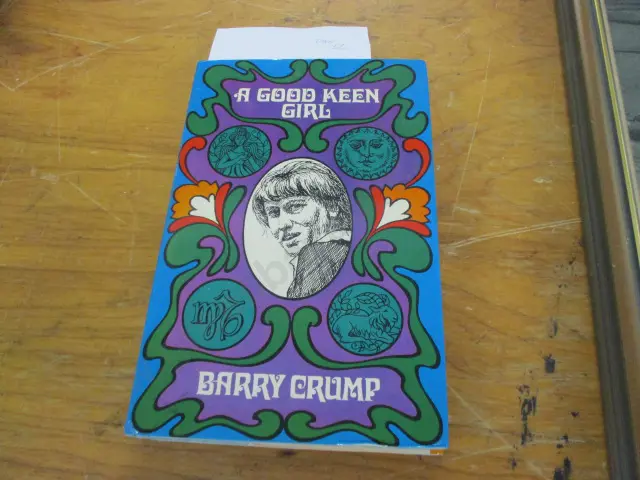 A GOOD KEEN
GIRL
BARRY CRUMP